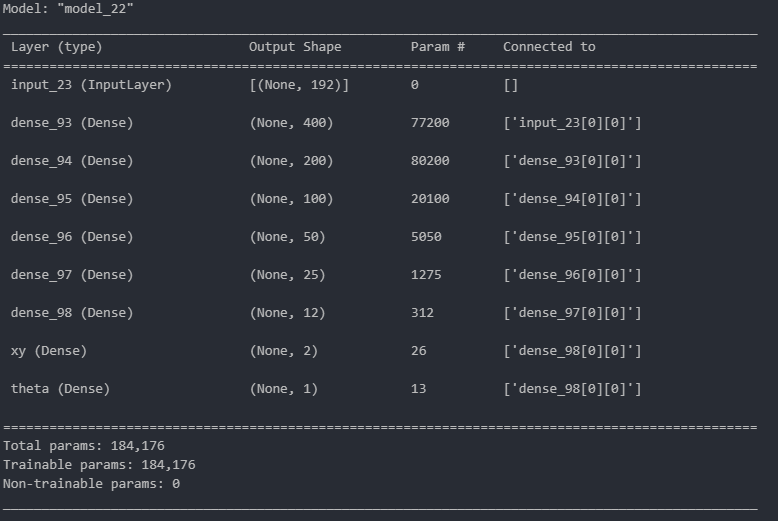 Model: "model_22"
__________________________________________________________________________________________________
Layer (type) Output Shape Param # Connected to
==================================================================================================
input_23 (InputLayer) [(None, 192)] 0 []
dense_93 (Dense) (None, 400) 77200 ['input_23[0][0]']
dense_94 (Dense) (None, 200) 80200 ['dense_93[0][0]']
dense_95 (Dense) (None, 100) 20100 ['dense_94[0][0]']
dense_96 (Dense) (None, 50) 5050 ['dense_95[0][0]']
dense_97 (Dense) (None, 25) 1275 ['dense_96[0][0]']
dense_98 (Dense) (None, 12) 312 ['dense_97[0][0]']
xy (Dense) (None, 2) 26 ['dense_98[0][0]']
theta (Dense) (None, 1) 13 ['dense_98[0][0]']
==================================================================================================
Total params: 184,176
Trainable params: 184,176
Non-trainable params: 0
__________________________________________________________________________________________________